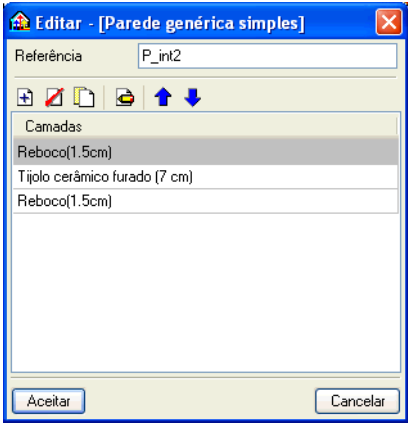 Editar - [Parede genérica simples]
Referência P_int2
Camadas
Reboco(1.5cm)
Tijolo cerâmico furado (7 cm)
Reboco(1.5cm)
Aceitar Cancelar